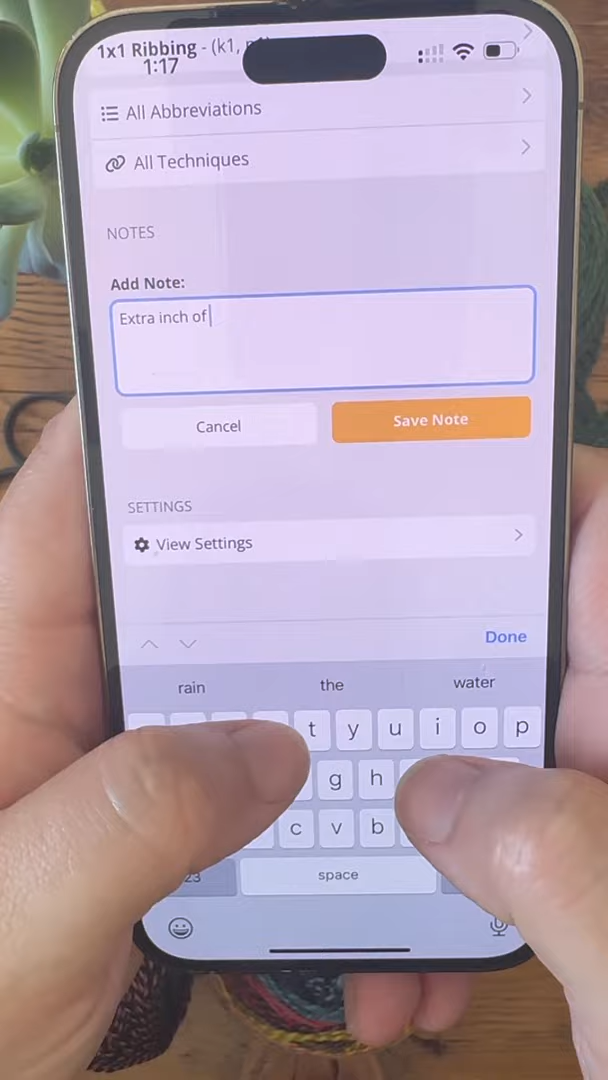 1x1 Ribbing - (k1,
1:17
All Abbreviations
All Techniques
NOTES
Add Note:
Extra inch of
Cancel
Save Note
SETTINGS
View Settings
Done
rain the water
t y u i o p
g h
c v b
23 space